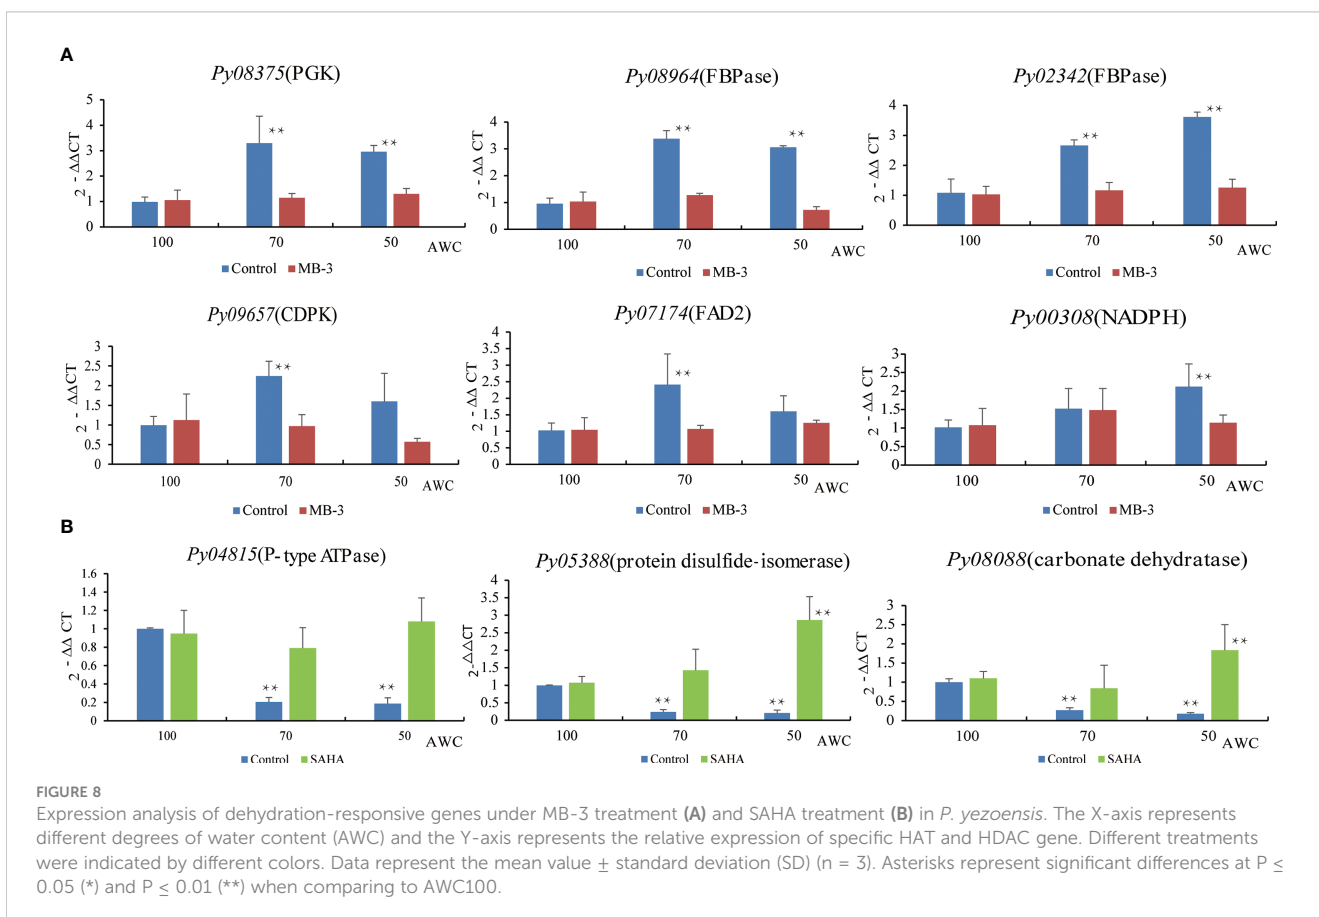 A
Py08375(PGK)
5
4
3
2
1
0
2 - ΔΔCT
**
**
100
70
50
AWC
Control
MB-3
Py08964(FBPase)
4
3
2
1
0
2 - ΔΔ CT
**
**
100
70
50
AWC
Control
MB-3
Py02342(FBPase)
4
3
2
1
0
2 - ΔΔ CT
**
**
100
70
50
AWC
Control
MB-3
Py09657(CDPK)
3
2.5
2
1.5
1
0.5
0
2 - ΔΔCT
**
100
70
50
AWC
Control
MB-3
Py07174(FAD2)
4
3.5
3
2.5
2
1.5
1
0.5
0
2 - ΔΔ CT
**
100
70
50
AWC
Control
MB-3
Py00308(NADPH)
3
2.5
2
1.5
1
0.5
0
2 - ΔΔ CT
**
100
70
50
AWC
Control
MB-3
B
Py04815(P-type ATPase)
1.6
1.4
1.2
1
0.8
0.6
0.4
0.2
0
2 - ΔΔ CT
**
**
100
70
50
AWC
Control
SAHA
Py05388(protein disulfide-isomerase)
4
3.5
3
2.5
2
1.5
1
0.5
0
2-ΔΔCT
**
**
**
100
70
50
AWC
Control
SAHA
Py08088(carbonate dehydratase)
3
2.5
2
1.5
1
0.5
0
2 - ΔΔCT
**
**
**
100
70
50
AWC
Control
SAHA
FIGURE 8
Expression analysis of dehydration-responsive genes under MB-3 treatment (A) and SAHA treatment (B) in P. yezoensis. The X-axis represents
different degrees of water content (AWC) and the Y-axis represents the relative expression of specific HAT and HDAC gene. Different treatments
were indicated by different colors. Data represent the mean value ± standard deviation (SD) (n = 3). Asterisks represent significant differences at P ≤
0.05 (*) and P ≤ 0.01 (**) when comparing to AWC100.